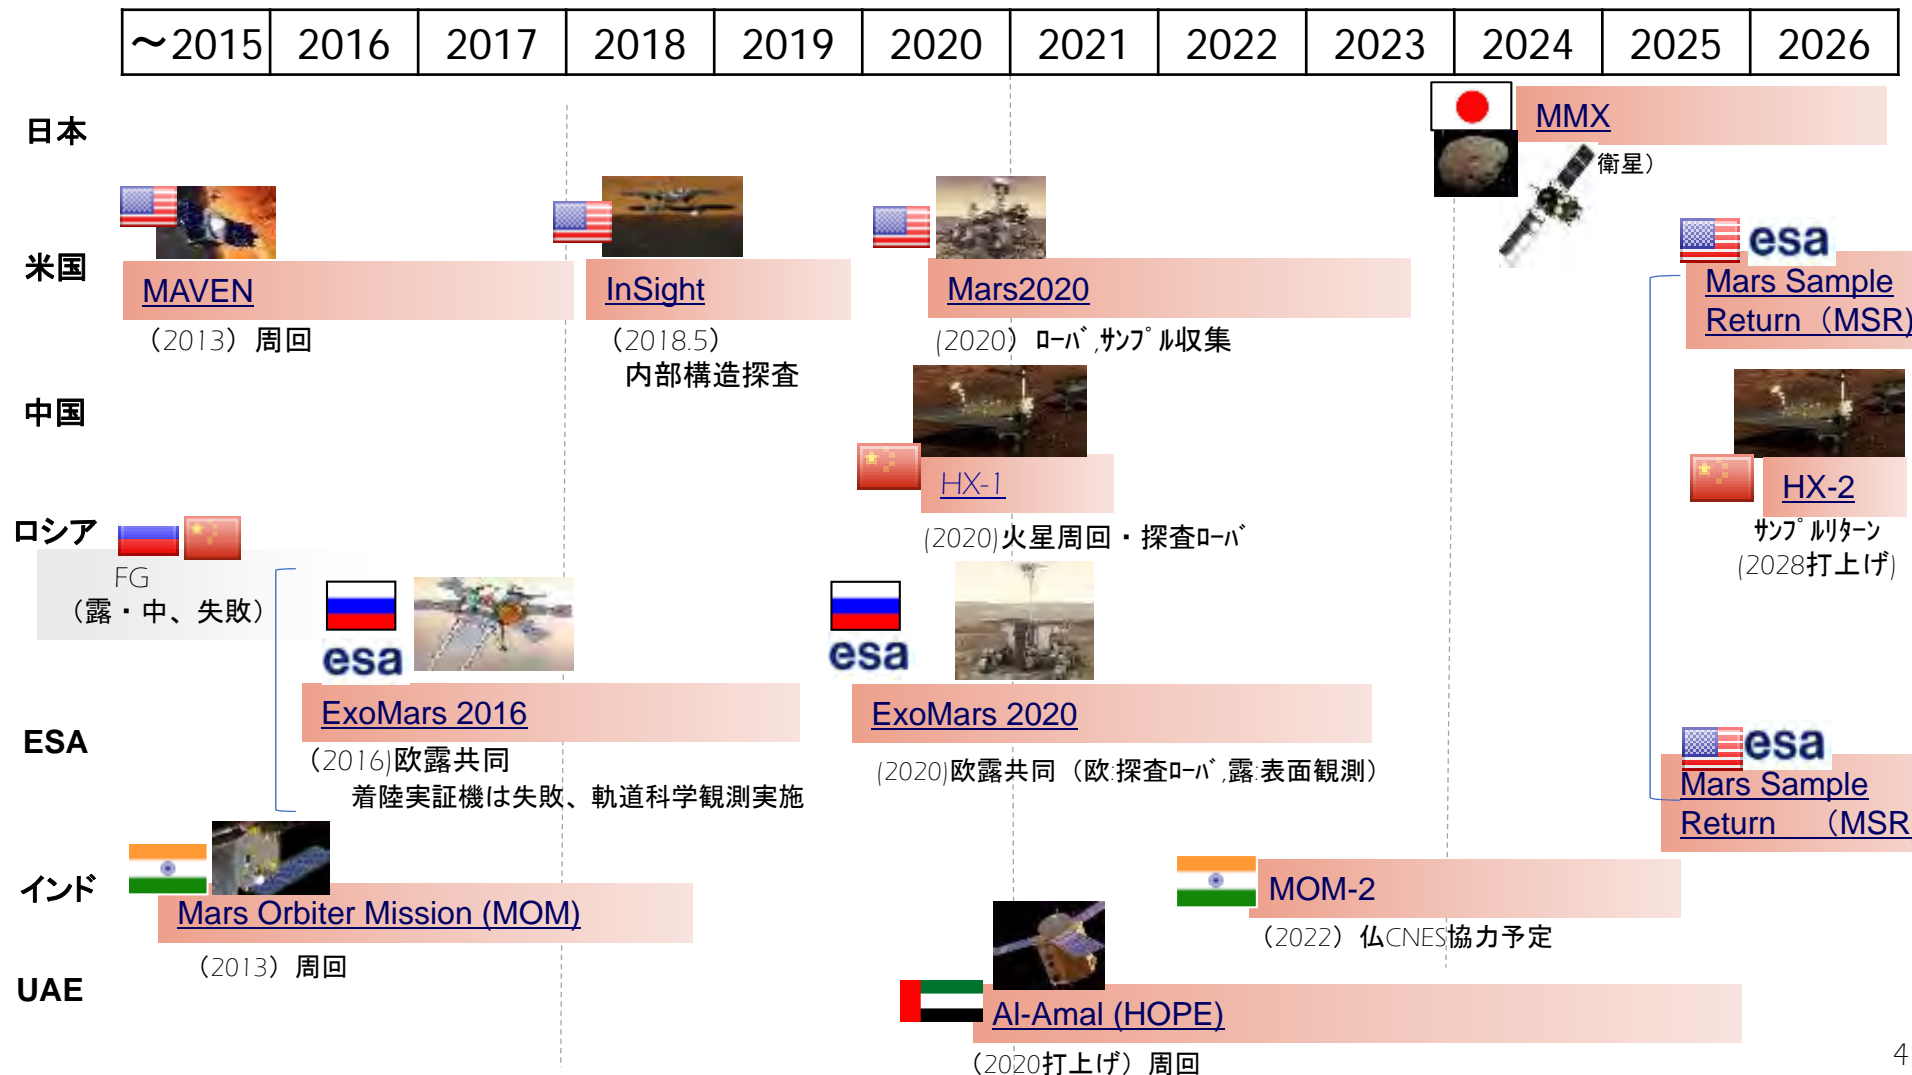 ～2015 2016 2017 2018 2019 2020 2021 2022 2023 2024 2025 2026
日本
MMX
衛星）
米国
MAVEN
（2013）周回
InSight
（2018.5）
内部構造探査
Mars2020
(2020）ﾛｰﾊﾞ,ｻﾝﾌﾟﾙ収集
esa
Mars Sample
Return（MSR)
中国
HX-1
(2020)火星周回・探査ﾛｰﾊﾞ
HX-2
ｻﾝﾌﾟﾙﾘﾀｰﾝ
(2028打上げ)
ロシア
FG
（露・中、失敗）
ESA
esa
ExoMars 2016
（2016)欧露共同
着陸実証機は失敗、軌道科学観測実施
esa
ExoMars 2020
(2020)欧露共同（欧:探査ﾛｰﾊﾞ,露:表面観測）
esa
Mars Sample
Return （MSR
インド
Mars Orbiter Mission (MOM)
（2013）周回
MOM-2
（2022）仏CNES協力予定
UAE
Al-Amal (HOPE)
（2020打上げ）周回
4